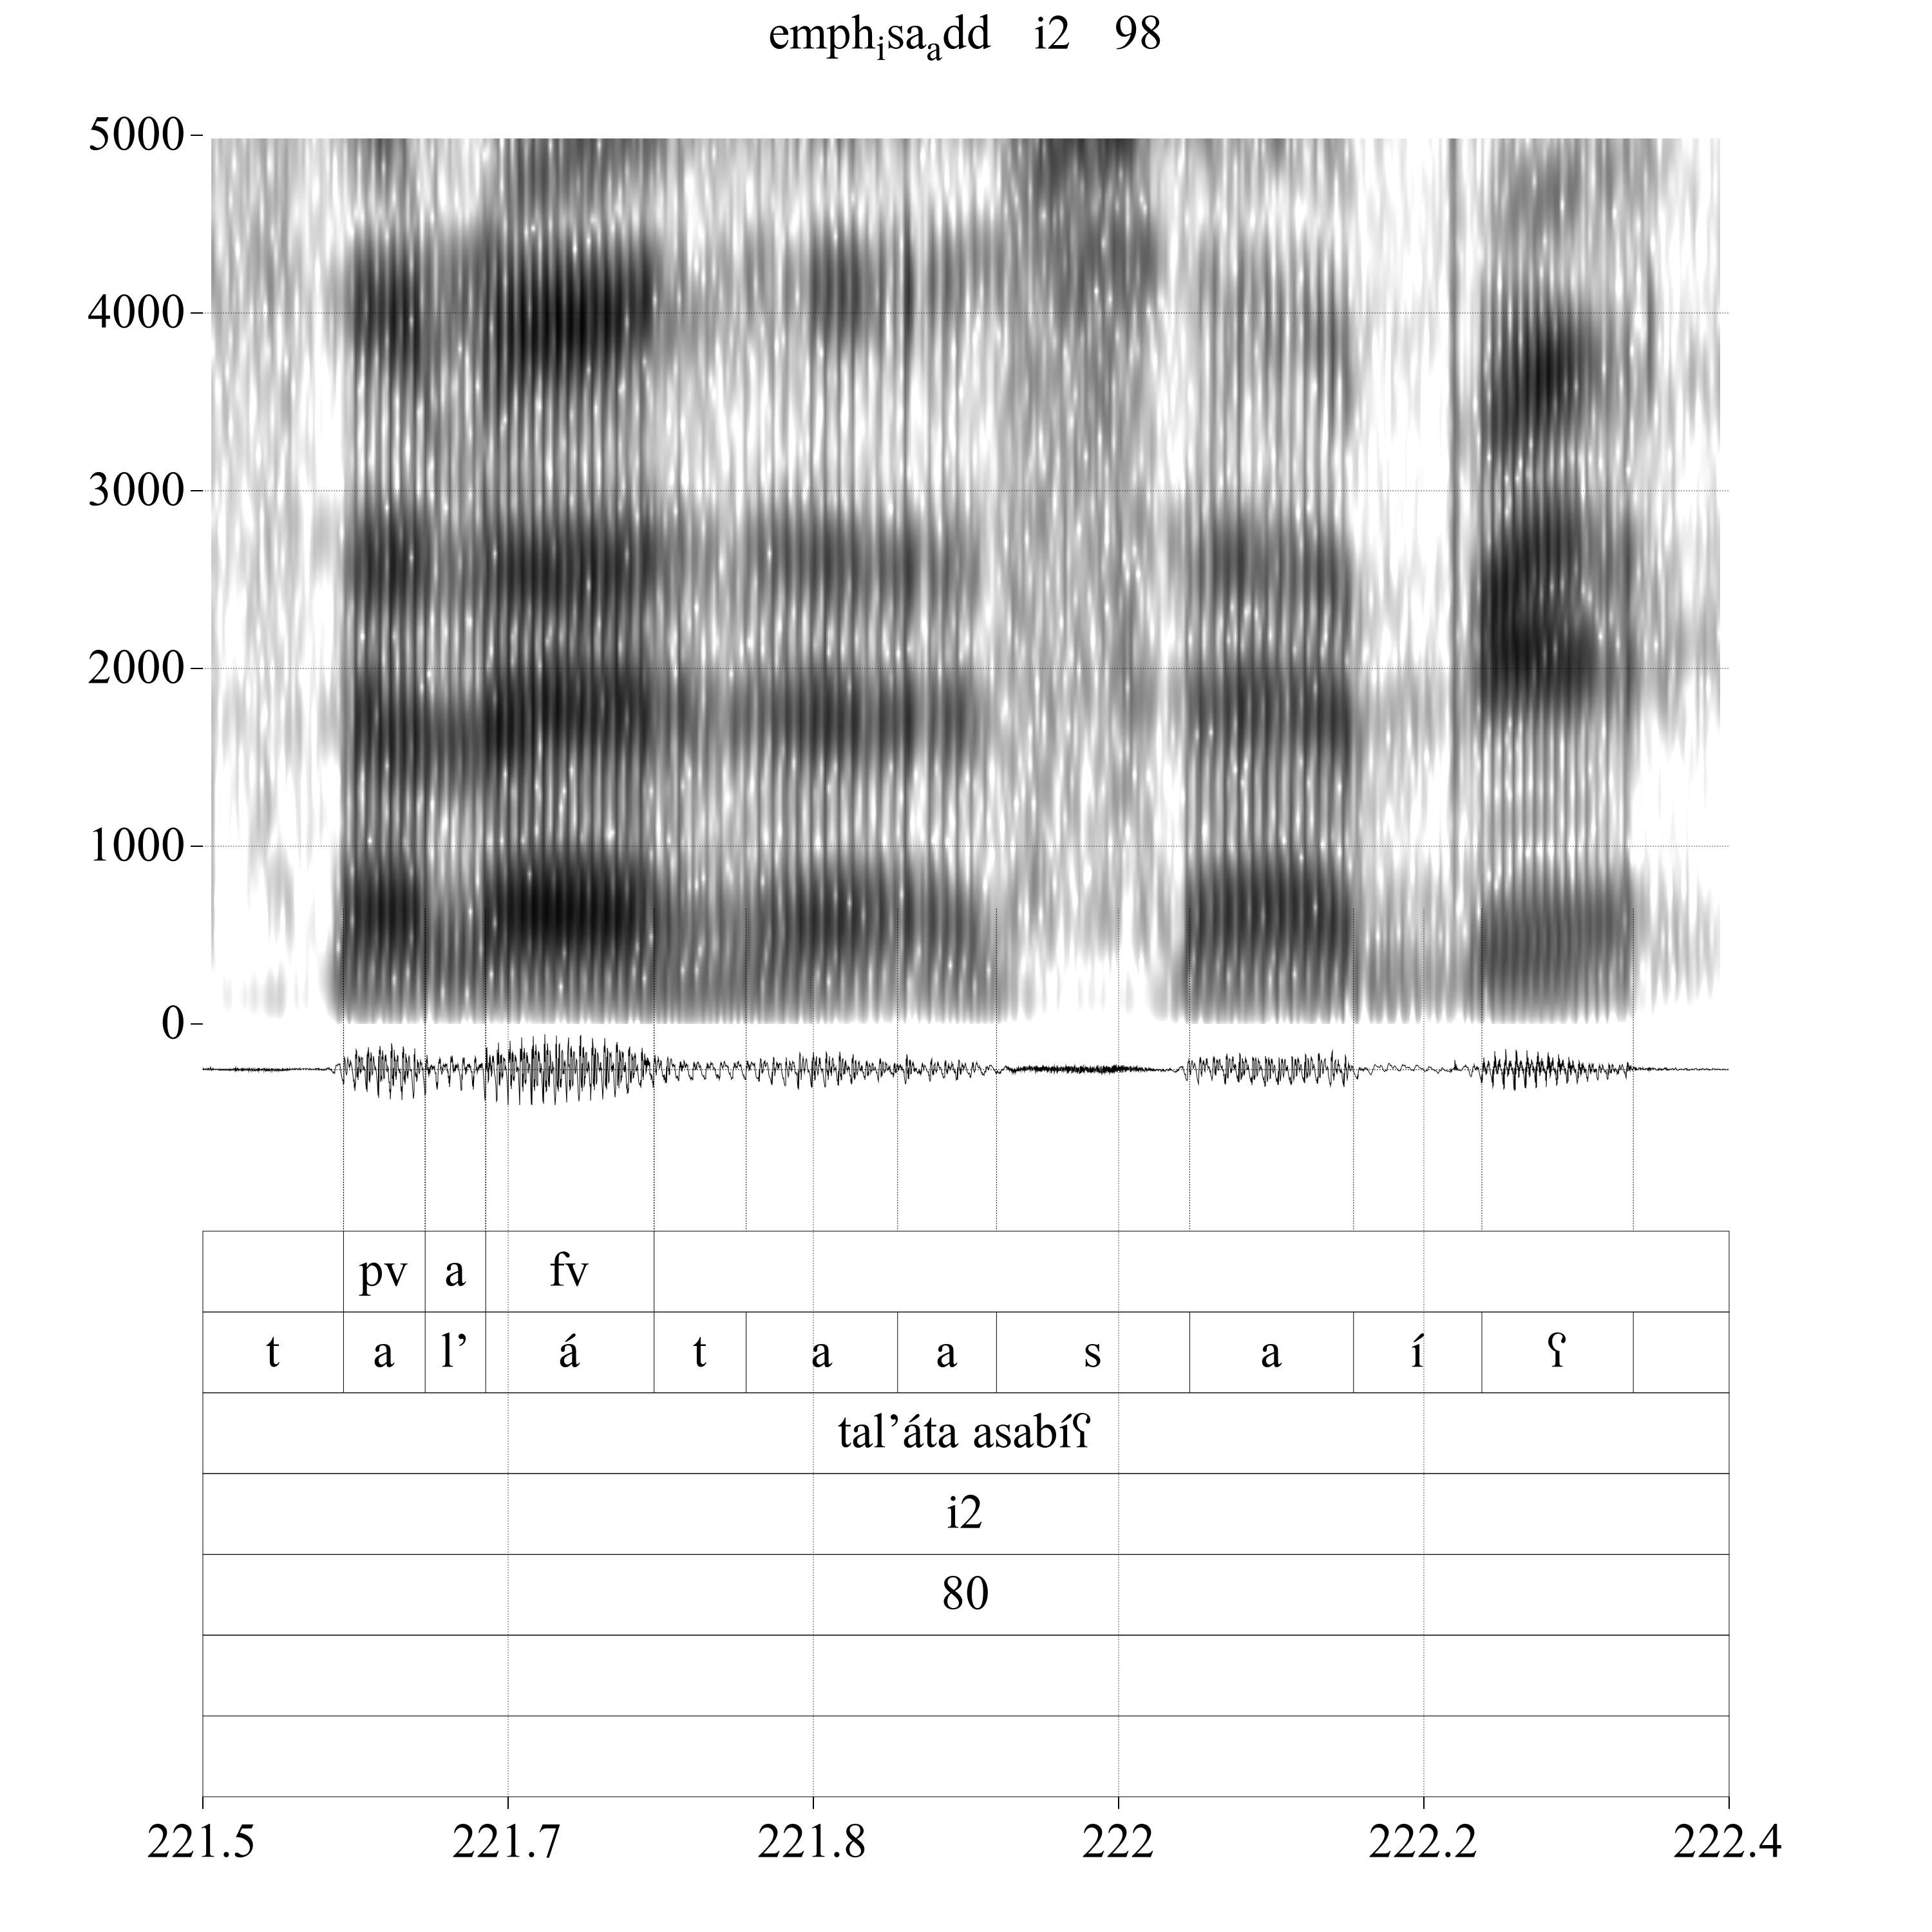 emphᵢsaₐdd i2 98
5000
4000
3000
2000
1000
0
pv a fv
t a l’ á t a a s a í ʕ
tal’áta asabíʕ
i2
80
221.5 221.7 221.8 222 222.2 222.4